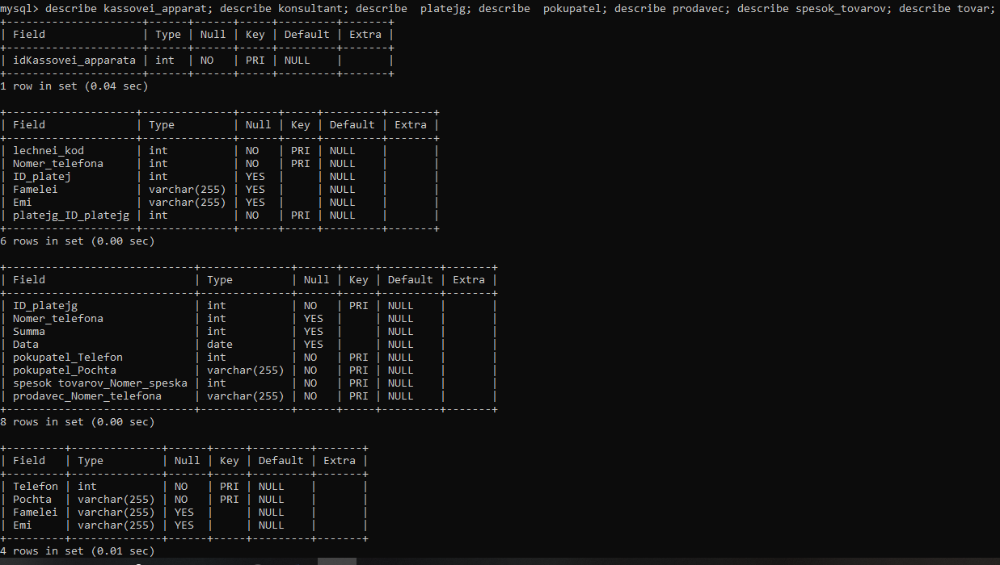 mysql> describe kassovei_apparat; describe konsultant; describe  platejg; describe  pokupatel; describe prodavec; describe spesok_tovarov; describe tovar;
+---------------------+------+------+-----+---------+-------+
| Field               | Type | Null | Key | Default | Extra |
+---------------------+------+------+-----+---------+-------+
| idKassovei_apparata | int  | NO   | PRI | NULL    |       |
+---------------------+------+------+-----+---------+-------+
1 row in set (0.04 sec)
+--------------------+--------------+------+-----+---------+-------+
| Field              | Type         | Null | Key | Default | Extra |
+--------------------+--------------+------+-----+---------+-------+
| lechnei_kod        | int          | NO   | PRI | NULL    |       |
| Nomer_telefona     | int          | NO   | PRI | NULL    |       |
| ID_platej          | int          | YES  |     | NULL    |       |
| Famelei            | varchar(255) | YES  |     | NULL    |       |
| Emi                | varchar(255) | YES  |     | NULL    |       |
| platejg_ID_platejg | int          | NO   | PRI | NULL    |       |
+--------------------+--------------+------+-----+---------+-------+
6 rows in set (0.00 sec)
+-----------------------------+--------------+------+-----+---------+-------+
| Field                       | Type         | Null | Key | Default | Extra |
+-----------------------------+--------------+------+-----+---------+-------+
| ID_platejg                  | int          | NO   | PRI | NULL    |       |
| Nomer_telefona              | int          | YES  |     | NULL    |       |
| Summa                       | int          | YES  |     | NULL    |       |
| Data                        | date         | YES  |     | NULL    |       |
| pokupatel_Telefon           | int          | NO   | PRI | NULL    |       |
| pokupatel_Pochta            | varchar(255) | NO   | PRI | NULL    |       |
| spesok tovarov_Nomer_speska | int          | NO   | PRI | NULL    |       |
| prodavec_Nomer_telefona     | varchar(255) | NO   | PRI | NULL    |       |
+-----------------------------+--------------+------+-----+---------+-------+
8 rows in set (0.00 sec)
+---------+--------------+------+-----+---------+-------+
| Field   | Type         | Null | Key | Default | Extra |
+---------+--------------+------+-----+---------+-------+
| Telefon | int          | NO   | PRI | NULL    |       |
| Pochta  | varchar(255) | NO   | PRI | NULL    |       |
| Famelei | varchar(255) | YES  |     | NULL    |       |
| Emi     | varchar(255) | YES  |     | NULL    |       |
+---------+--------------+------+-----+---------+-------+
4 rows in set (0.01 sec)